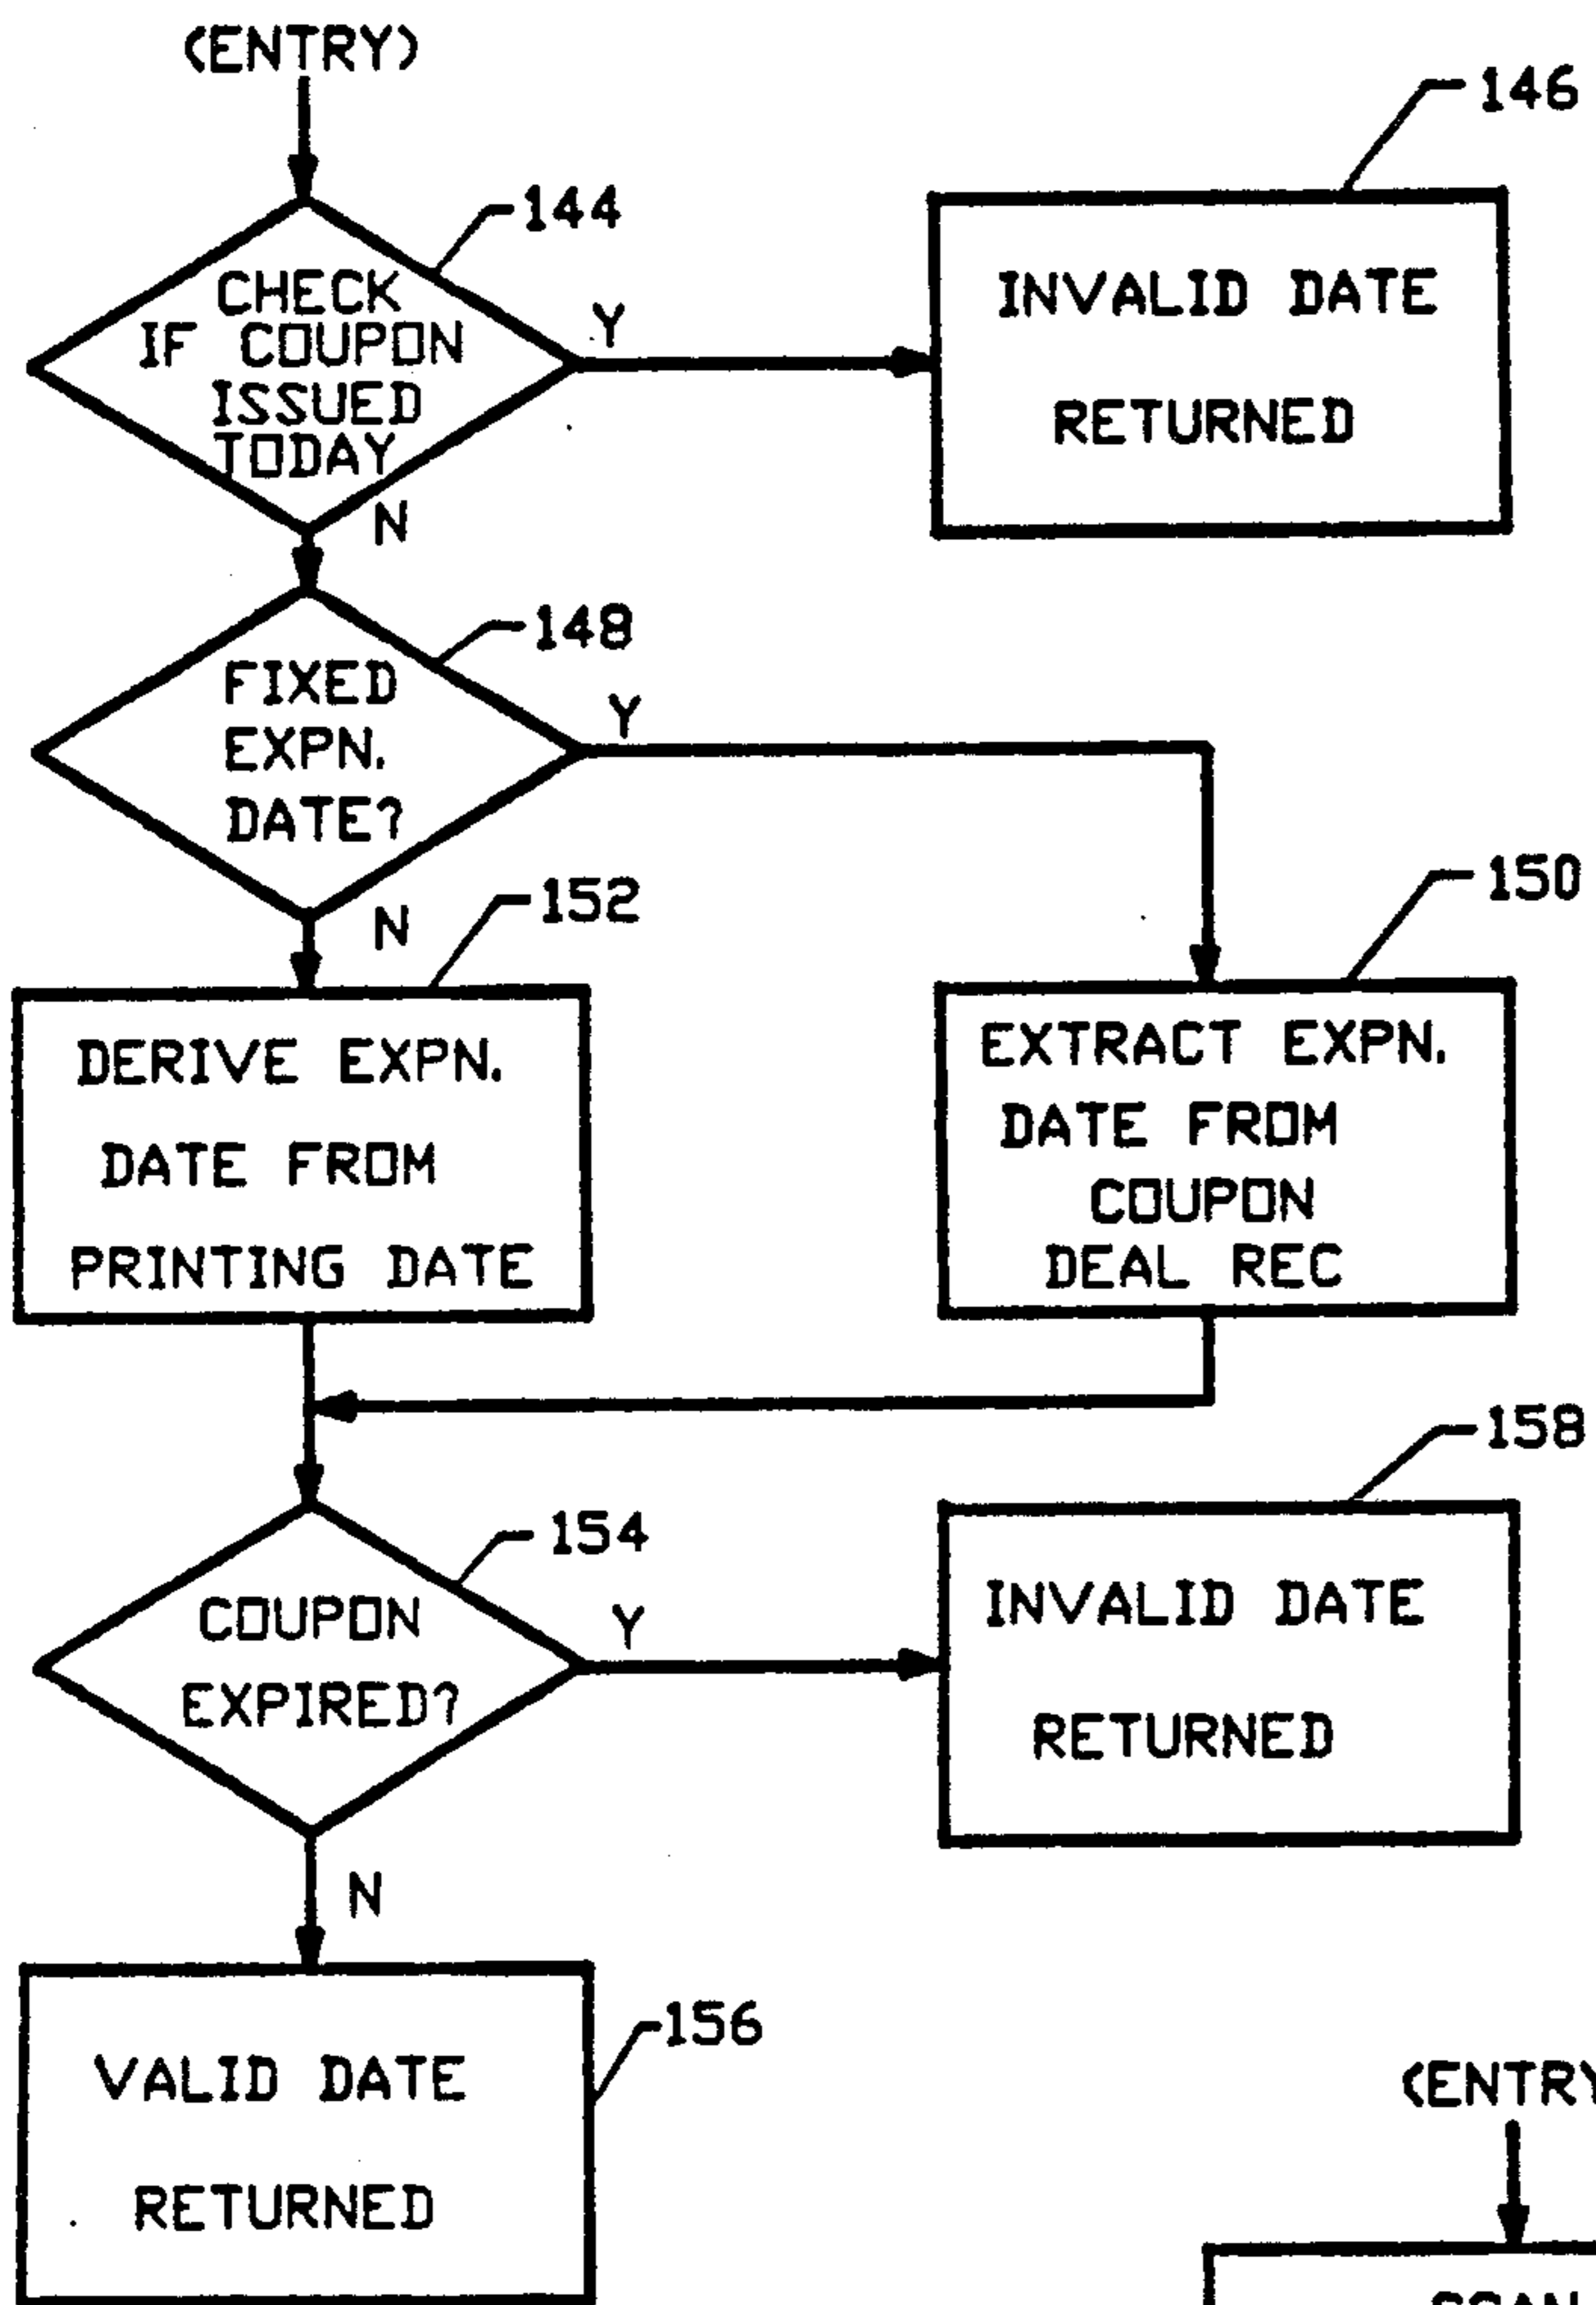 (ENTRY)
146
144
CHECK
IF COUPON
ISSUED
TODAY
Y
INVALID DATE
RETURNED
N
148
FIXED
EXPN.
DATE?
Y
150
152
N
DERIVE EXPN.
DATE FROM
PRINTING DATE
EXTRACT EXPN.
DATE FROM
COUPON
DEAL REC
158
154
COUPON
EXPIRED?
Y
INVALID DATE
RETURNED
N
156
VALID DATE
RETURNED
(ENTRY